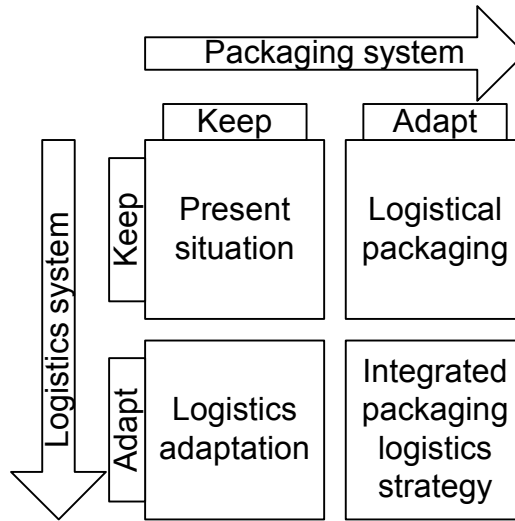 Packaging system
Keep
Adapt
Logistics system
Keep
Present
situation
Logistical
packaging
Adapt
Logistics
adaptation
Integrated
packaging
logistics
strategy